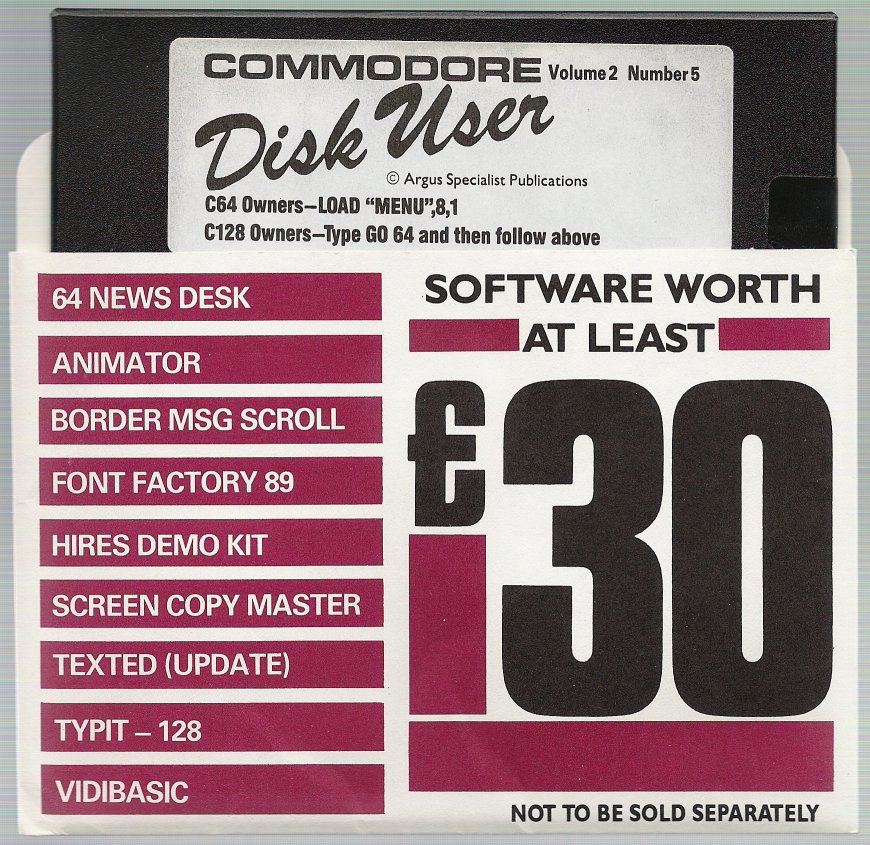 COMMODORE Volume 2 Number 5
Disk User
© Argus Specialist Publications
C64 Owners–LOAD “MENU”,8,1
C128 Owners–Type GO 64 and then follow above
64 NEWS DESK
ANIMATOR
BORDER MSG SCROLL
FONT FACTORY 89
HIRES DEMO KIT
SCREEN COPY MASTER
TEXTED (UPDATE)
TYPIT – 128
VIDIBASIC
SOFTWARE WORTH
AT LEAST
£30
NOT TO BE SOLD SEPARATELY